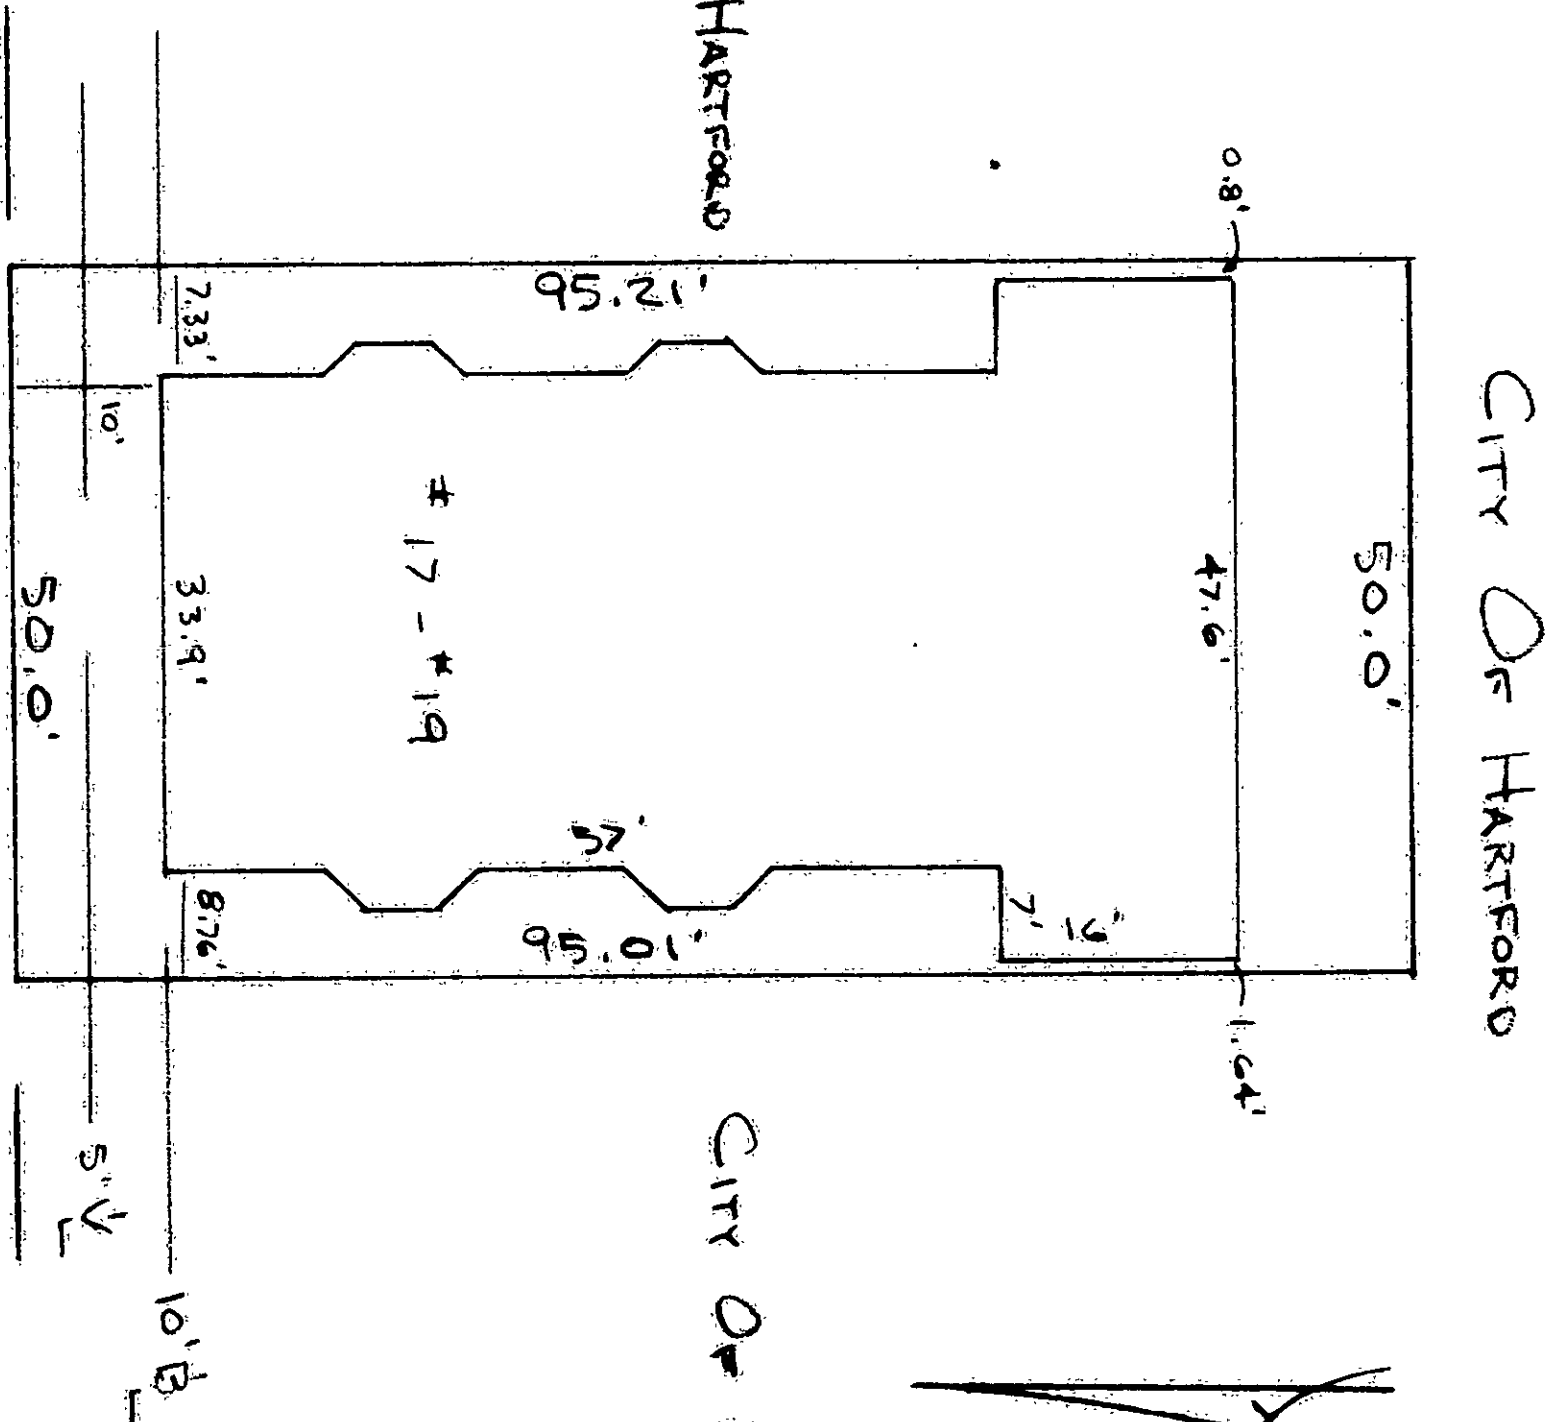 CITY OF HARTFORD
50.0'
0.8'
47.6'
1.64'
7'
16'
HARTFORD
CITY OF
95.21'
57'
95.01'
# 17 - # 19
7.33'
33.9'
8.76'
10'
10' B L
5' V L
50.0'